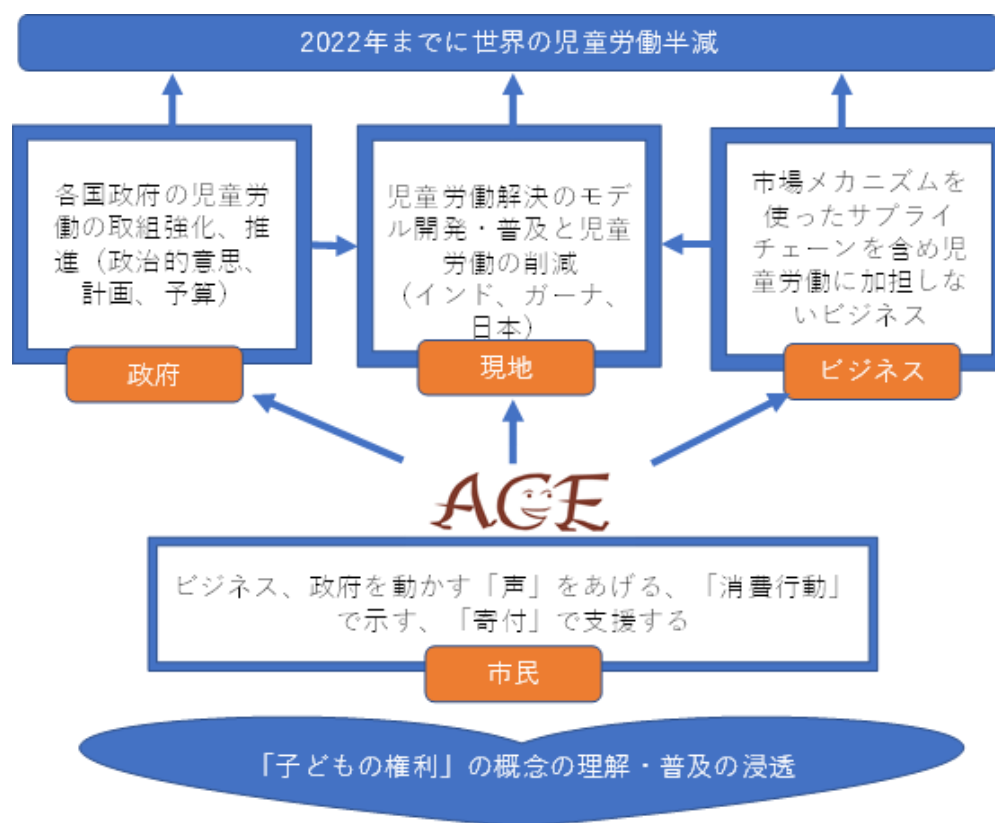 2022年までに世界の児童労働半減
各国政府の児童労
働の取組強化、推
進（政治的意思、
計画、予算）
政府
児童労働解決のモデ
ル開発・普及と児童
労働の削減
（インド、ガーナ、
日本）
現地
市場メカニズムを
使ったサプライ
チェーンを含め児
童労働に加担しな
いビジネス
ビジネス
ACE
ビジネス、政府を動かす「声」をあげる、「消費行動」
で示す、「寄付」で支援する
市民
「子どもの権利」の概念の理解・普及の浸透